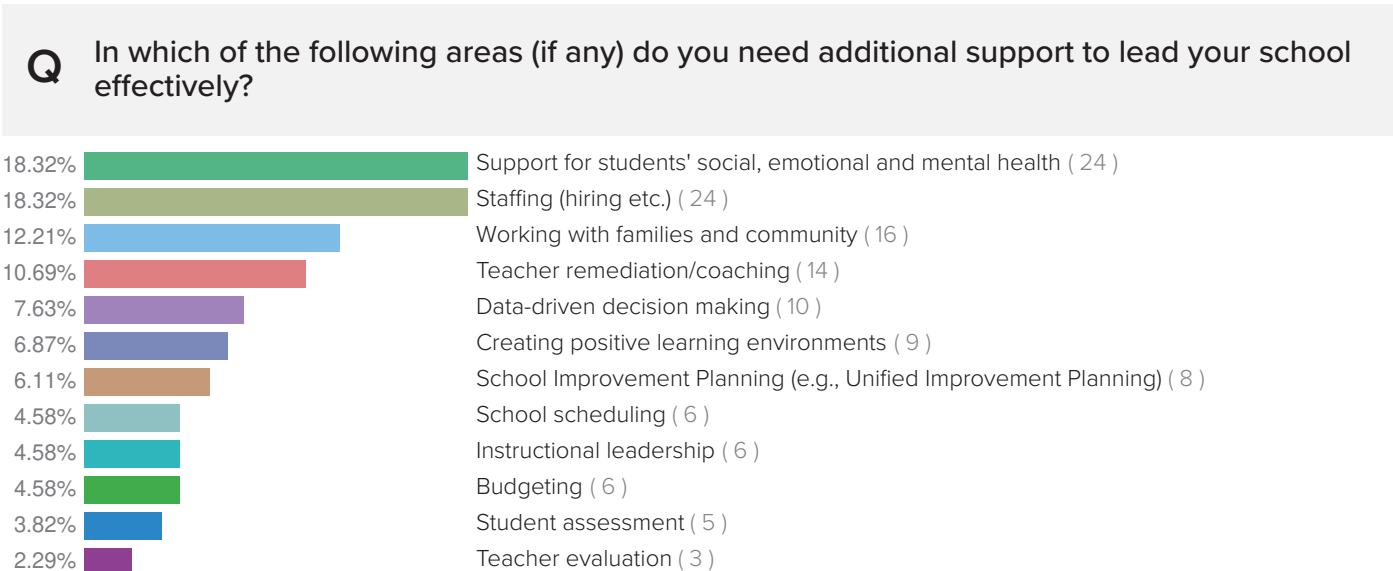 Q
In which of the following areas (if any) do you need additional support to lead your school
effectively?
18.32% Support for students' social, emotional and mental health ( 24 )
18.32% Staffing (hiring etc.) ( 24 )
12.21% Working with families and community ( 16 )
10.69% Teacher remediation/coaching ( 14 )
7.63% Data-driven decision making ( 10 )
6.87% Creating positive learning environments ( 9 )
6.11% School Improvement Planning (e.g., Unified Improvement Planning) ( 8 )
4.58% School scheduling ( 6 )
4.58% Instructional leadership ( 6 )
4.58% Budgeting ( 6 )
3.82% Student assessment ( 5 )
2.29% Teacher evaluation ( 3 )